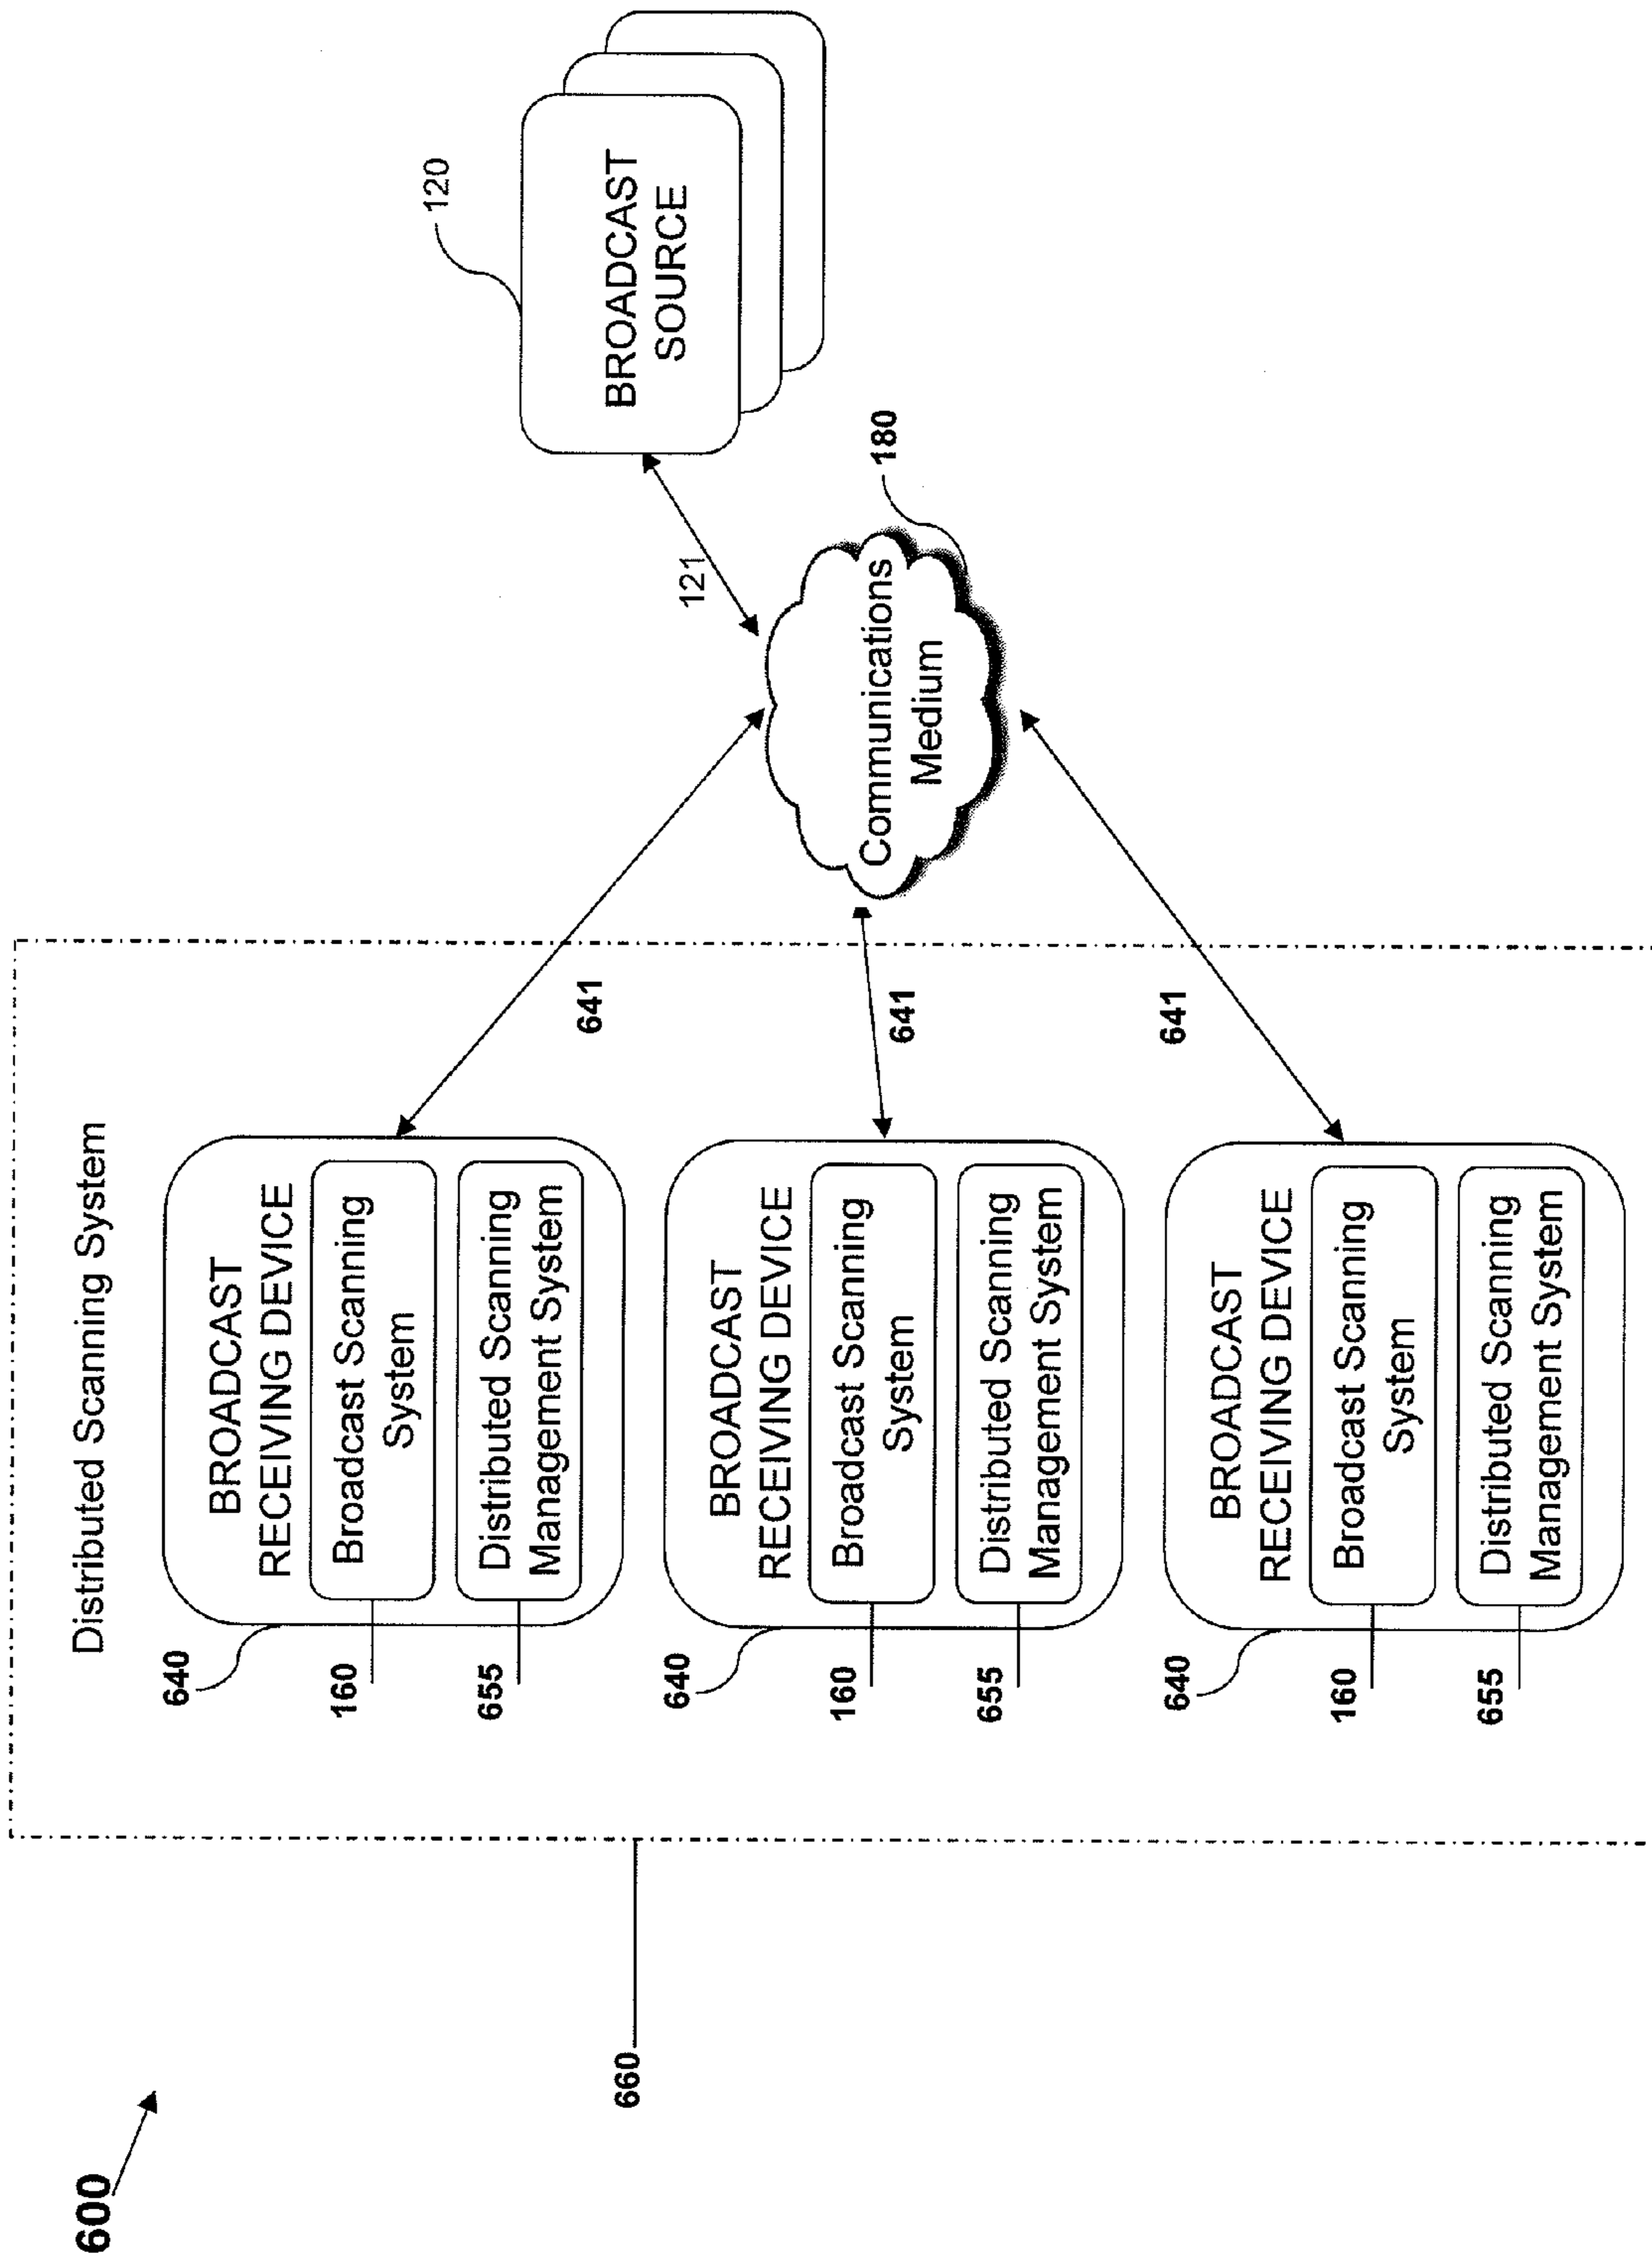 600
Distributed Scanning System
660
640
BROADCAST
RECEIVING DEVICE
160
Broadcast Scanning
System
655
Distributed Scanning
Management System
641
640
BROADCAST
RECEIVING DEVICE
160
Broadcast Scanning
System
655
Distributed Scanning
Management System
641
640
BROADCAST
RECEIVING DEVICE
160
Broadcast Scanning
System
655
Distributed Scanning
Management System
641
Communications
Medium
180
121
120
BROADCAST
SOURCE